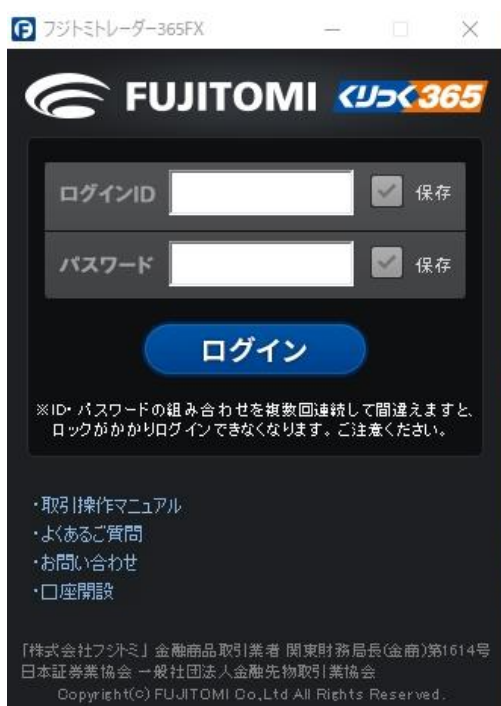 フジトミトレーダー365FX
FUJITOMI くりっく365
ログインID
保存
パスワード
保存
ログイン
※ID・パスワードの組み合わせを複数回連続して間違えますと、
ロックがかかりログインできなくなります。ご注意ください。
・取引操作マニュアル
・よくあるご質問
・お問い合わせ
・口座開設
「株式会社フジトミ」金融商品取引業者 関東財務局長(金商)第1614号
日本証券業協会 一般社団法人金融先物取引業協会
Copyright(c) FUJITOMI Co.,Ltd All Rights Reserved.